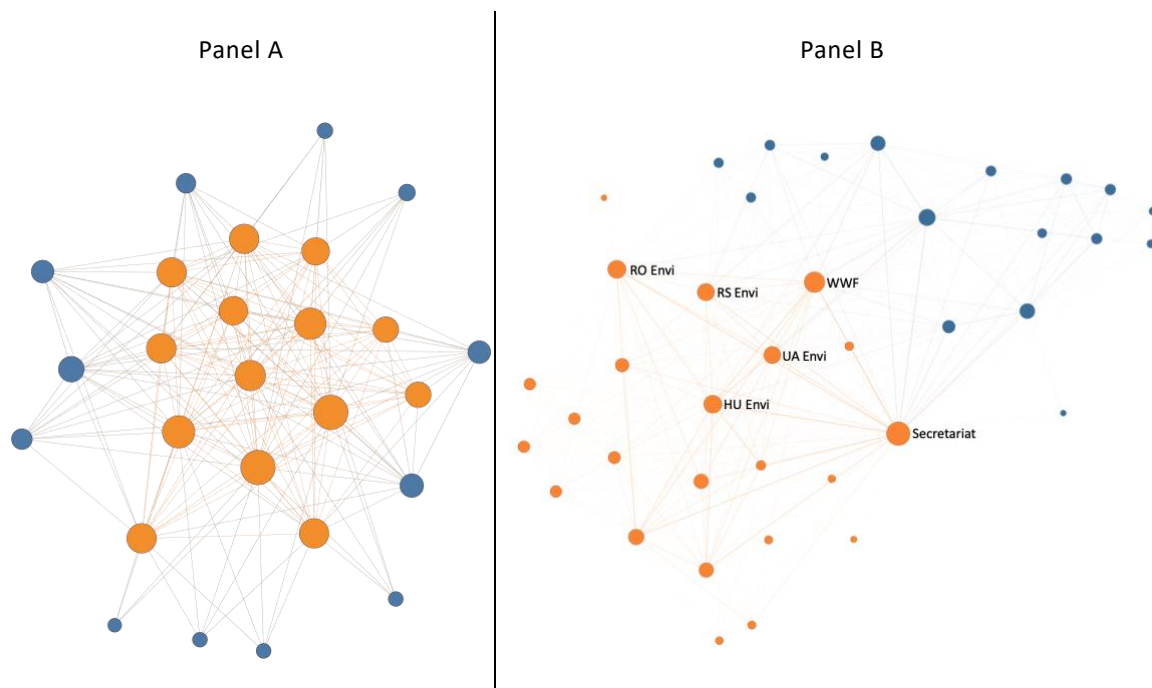 Panel A
Panel B
RO Envi
RS Envi
WWF
UA Envi
HU Envi
Secretariat